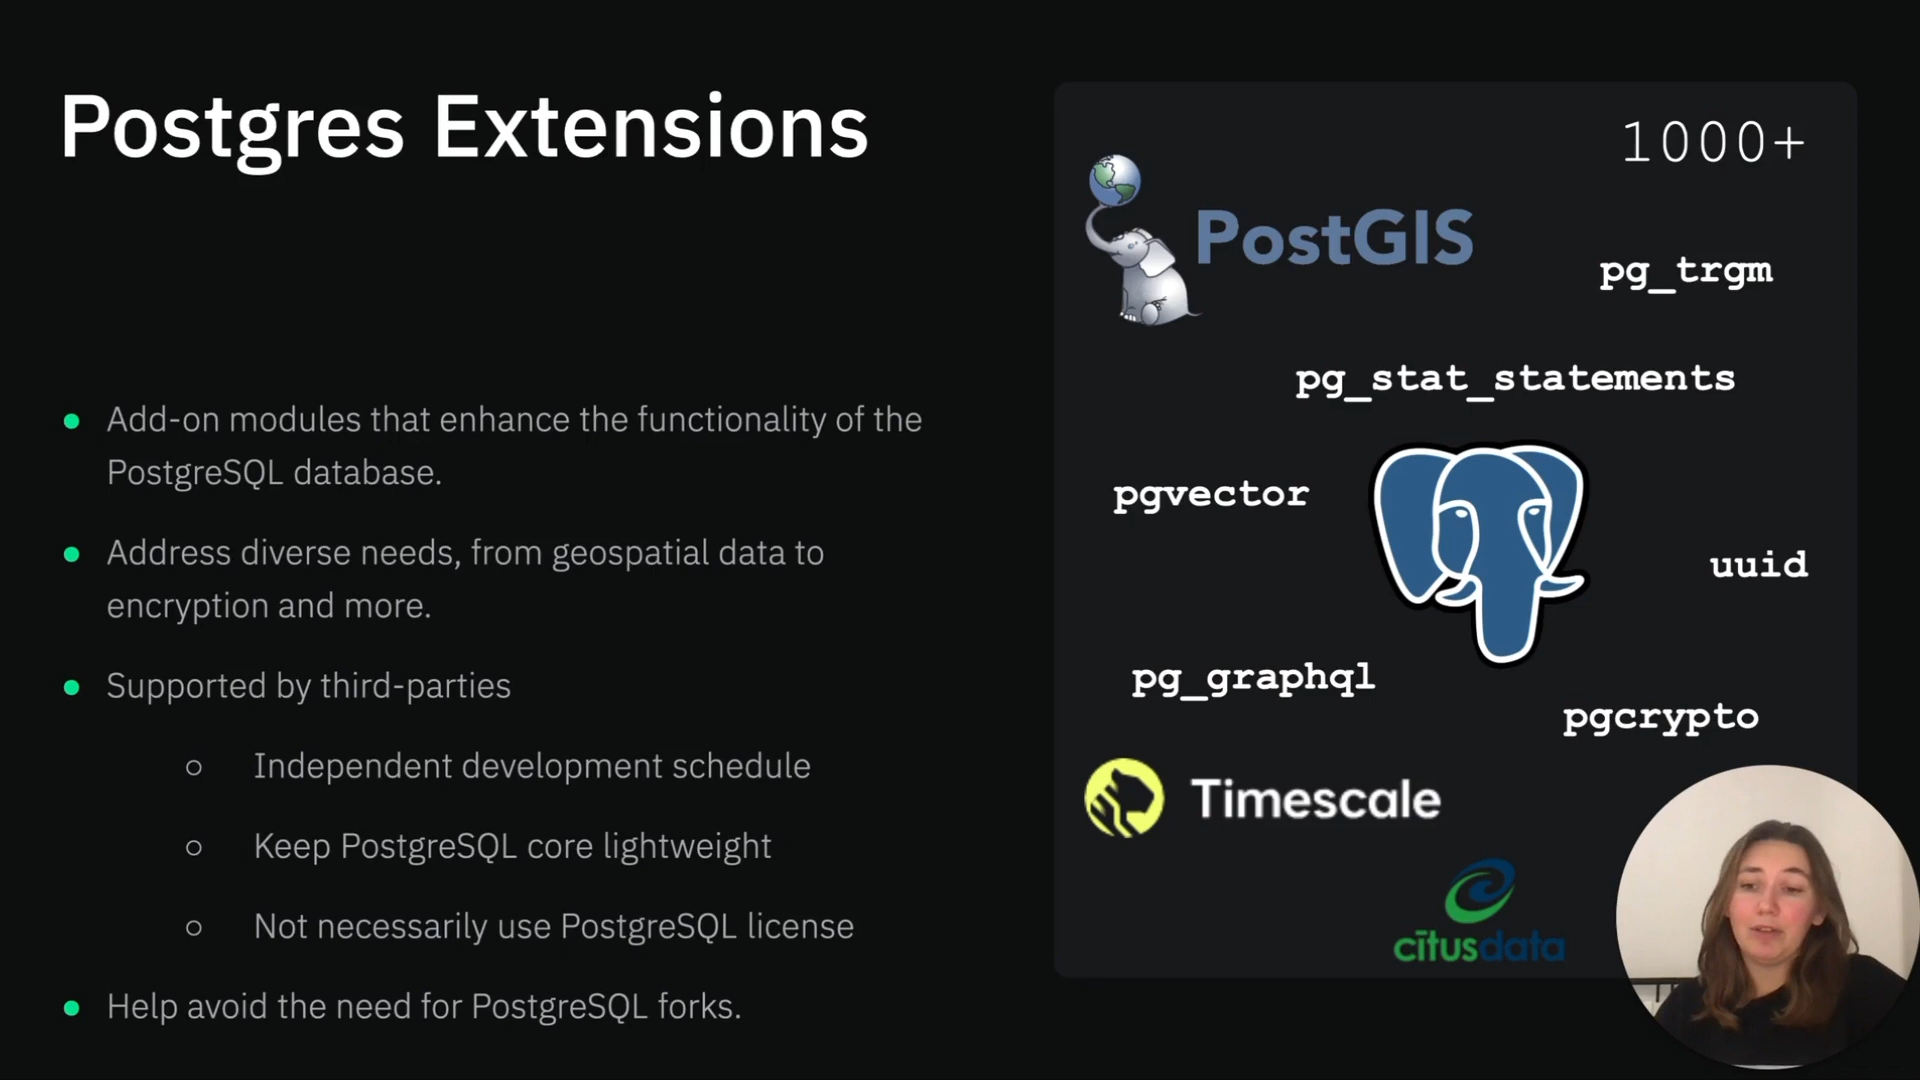 Postgres Extensions
Add-on modules that enhance the functionality of the
PostgreSQL database.
Address diverse needs, from geospatial data to
encryption and more.
Supported by third-parties
Independent development schedule
Keep PostgreSQL core lightweight
Not necessarily use PostgreSQL license
Help avoid the need for PostgreSQL forks.
1000+
PostGIS
pg_trgm
pg_stat_statements
pgvector
uuid
pg_graphql
pgcrypto
Timescale
citusdata